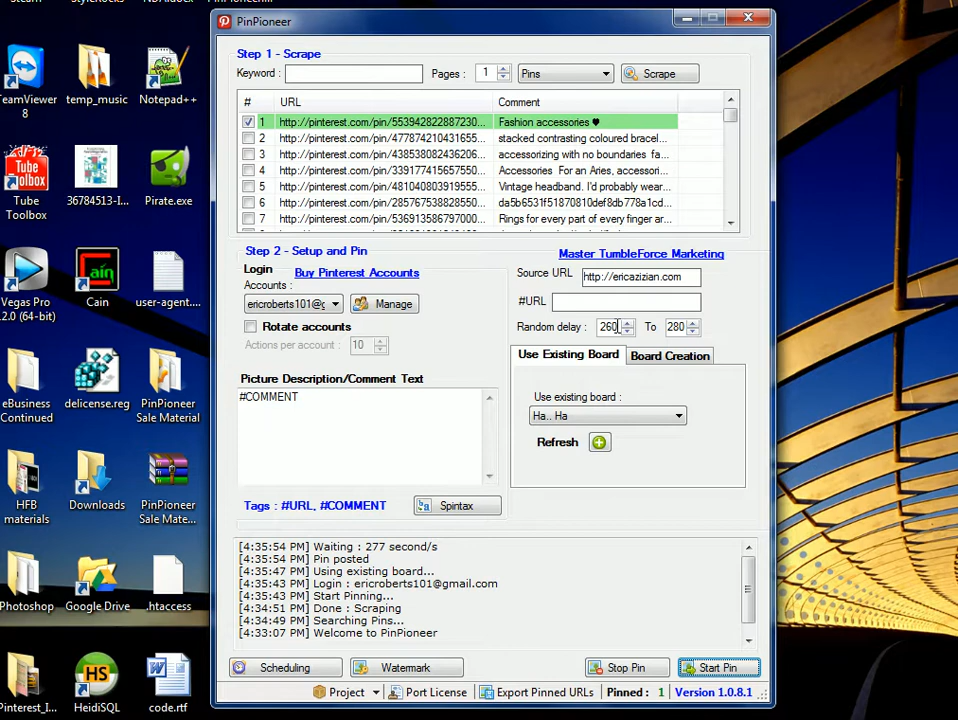 Steam
SIVERocks!
NDAI.docx
TeamViewer
8
temp_music
Notepad++
Tube
Toolbox
Tube
Toolbox
36784513-I...
Pirate.exe
Cain
Vegas Pro
12.0 (64-bit)
Cain
user-agent....
eBusiness
Continued
delicense.reg
PinPioneer
Sale Material
HFB
materials
Downloads
PinPioneer
Sale Mate...
Photoshop
Google Drive
.htaccess
HS
Pinterest_I...
HeidiSQL
code.rtf
PinPioneer
Step 1 - Scrape
Keyword : Pages : 1 Pins Scrape
# URL Comment
1 http://pinterest.com/pin/553942822887230... Fashion accessories ♥
2 http://pinterest.com/pin/477874210431655... stacked contrasting coloured bracel...
3 http://pinterest.com/pin/438538082436206... accessorizing with no boundaries fa...
4 http://pinterest.com/pin/339177415657550... Accessories For an Aries, accessori...
5 http://pinterest.com/pin/481040803919555... Vintage headband. I'd probably wear...
6 http://pinterest.com/pin/285767538828550... da5b6531f51870810def8db778a1cd...
7 http://pinterest.com/pin/536913586797000... Rings for every part of every finger ar...
Step 2 - Setup and Pin
Login
Buy Pinterest Accounts
Accounts :
ericroberts101@g Manage
Rotate accounts
Actions per account : 10
Picture Description/Comment Text
#COMMENT
Tags : #URL, #COMMENT
Spintax
Master TumbleForce Marketing
Source URL http://ericazizian.com
#URL
Random delay : 260 To 280
Use Existing Board Board Creation
Use existing board :
Ha.. Ha
Refresh
[4:35:54 PM] Waiting : 277 second/s
[4:35:54 PM] Pin posted
[4:35:47 PM] Using existing board...
[4:35:43 PM] Login : ericroberts101@gmail.com
[4:35:43 PM] Start Pinning...
[4:34:51 PM] Done : Scraping
[4:34:49 PM] Searching Pins...
[4:33:07 PM] Welcome to PinPioneer
Scheduling Watermark Stop Pin Start Pin
Project Port License Export Pinned URLs Pinned : 1 Version 1.0.8.1